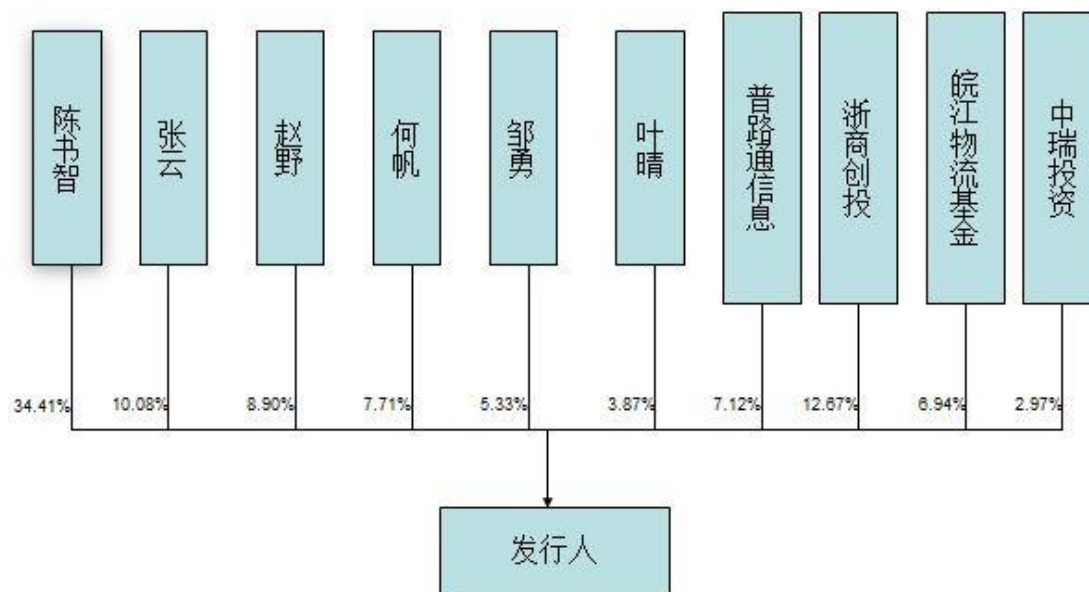 陈书智
张云
赵野
何帆
邹勇
叶晴
普路通信息
浙商创投
皖江物流基金
中瑞投资
34.41%
10.08%
8.90%
7.71%
5.33%
3.87%
7.12%
12.67%
6.94%
2.97%
发行人